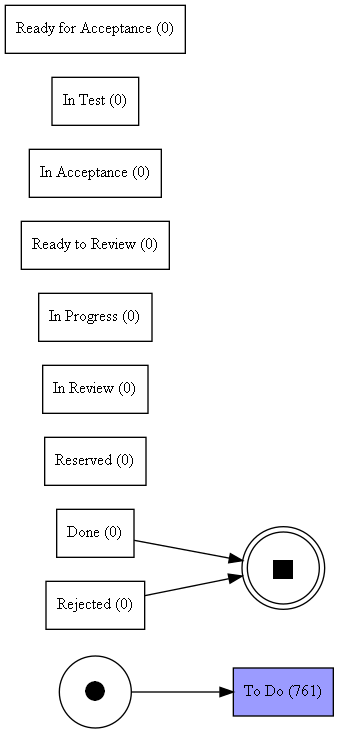 Ready for Acceptance (0)
In Test (0)
In Acceptance (0)
Ready to Review (0)
In Progress (0)
In Review (0)
Reserved (0)
Done (0)
Rejected (0)
To Do (761)